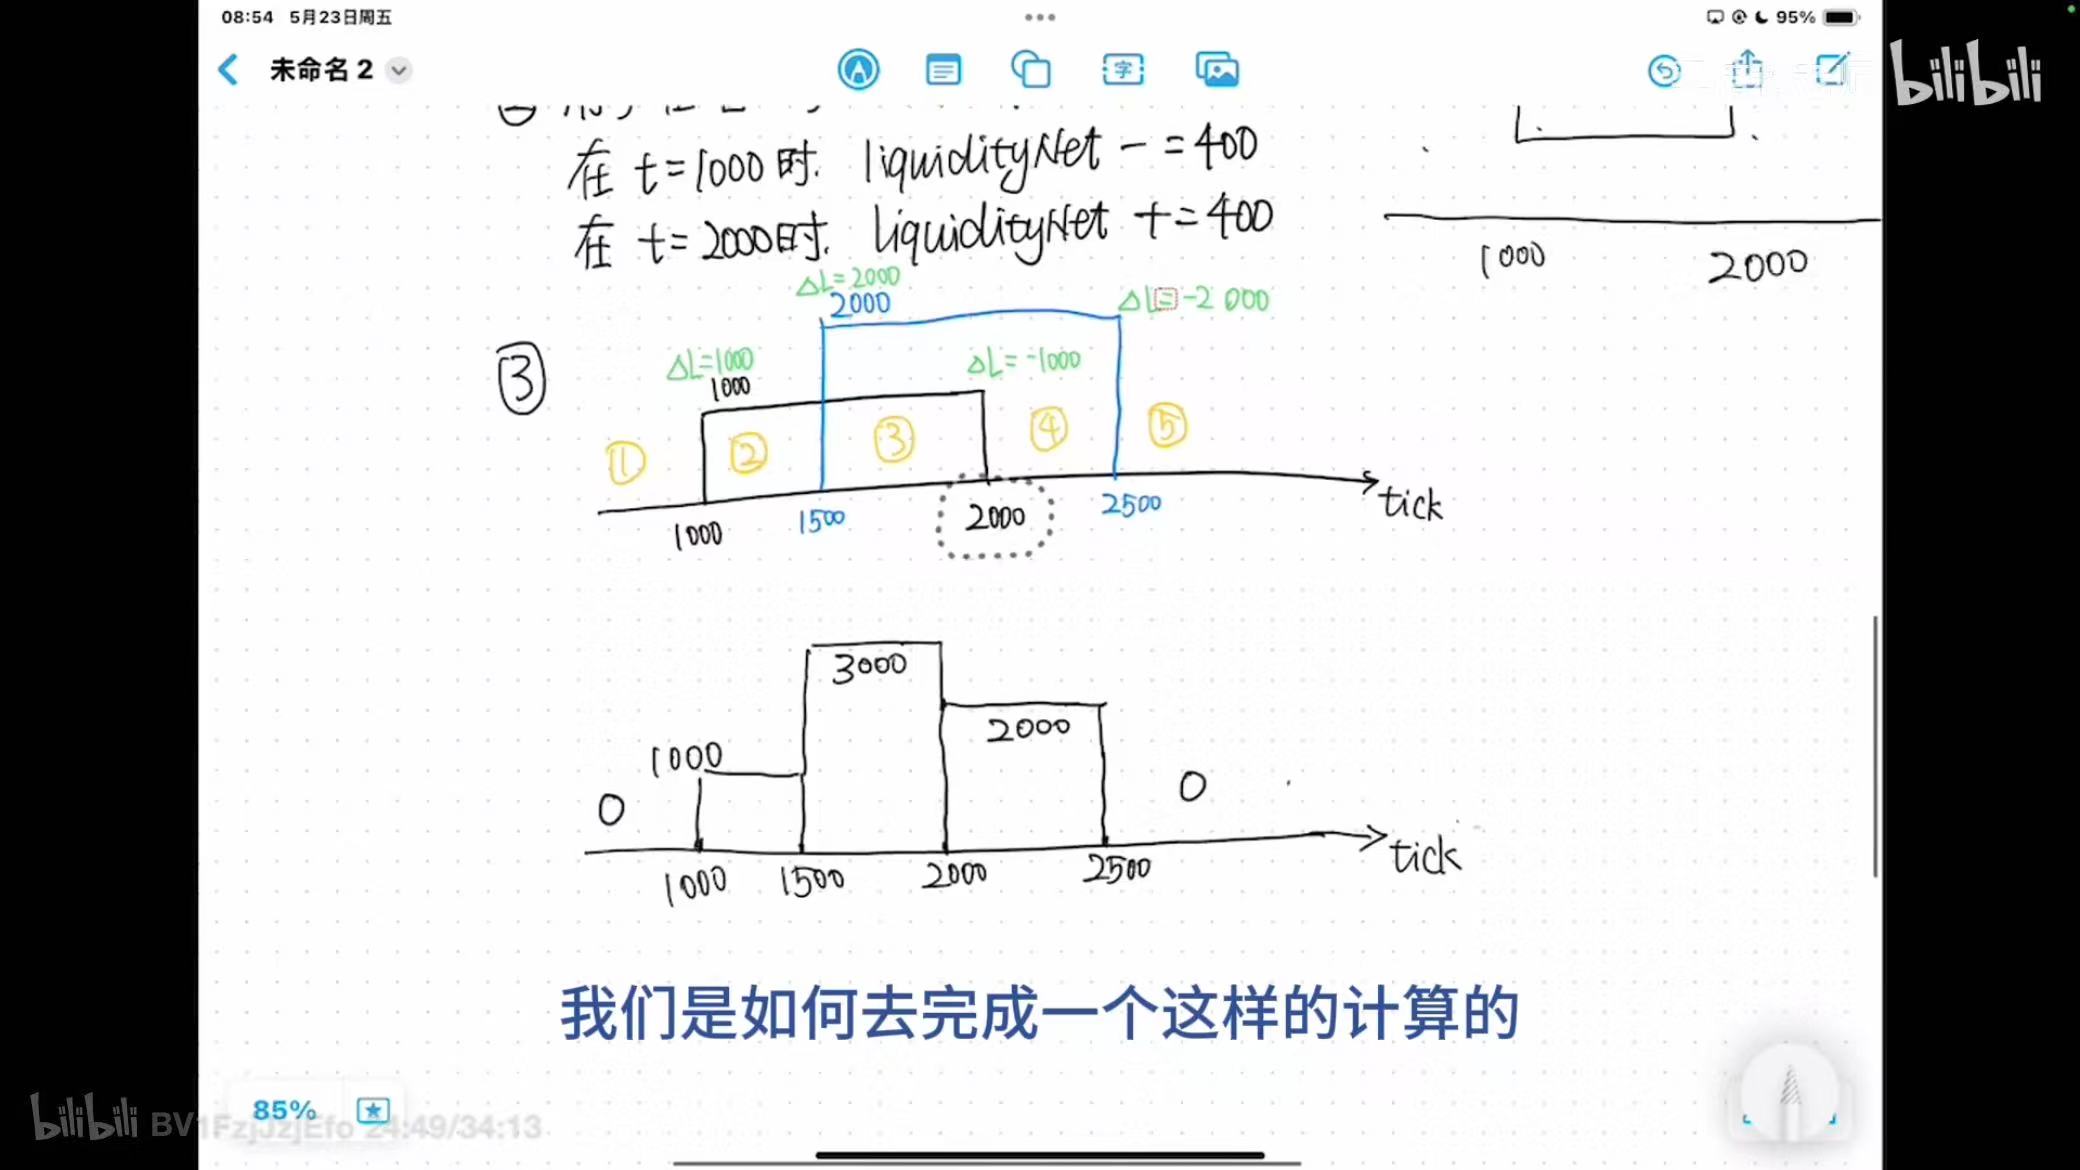 08:54 5月23日周五
95%
未命名 2
字
bilibili
在 t=1000 时. liquidityNet -=400
在 t=2000时. liquidityNet +=400
1000 2000
③
ΔL=2000
2000
ΔL=-2000
ΔL=1000
1000
ΔL=-1000
① ② ③ ④ ⑤
1000 1500 2000 2500 tick
3000
2000
1000
0 0
1000 1500 2000 2500 tick
我们是如何去完成一个这样的计算的
85%
bilibili BV1FzjJzjEfo 24:49/34:13